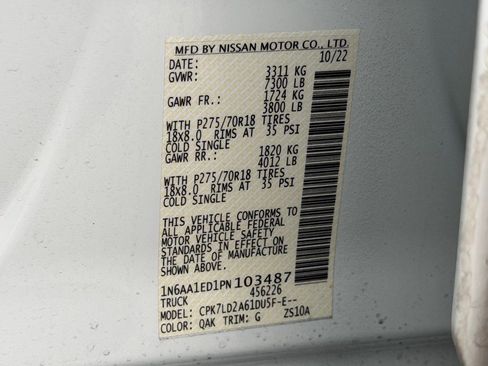 MFD BY NISSAN MOTOR CO., LTD.
DATE: 10/22
GVWR: 3311 KG
7300 LB
GAWR FR.: 1724 KG
3800 LB
WITH P275/70R18 TIRES
18X8.0 RIMS AT 35 PSI
COLD SINGLE
GAWR RR.: 1820 KG
4012 LB
WITH P275/70R18 TIRES
18X8.0 RIMS AT 35 PSI
COLD SINGLE
THIS VEHICLE CONFORMS TO
ALL APPLICABLE FEDERAL
MOTOR VEHICLE SAFETY
STANDARDS IN EFFECT ON
THE DATE OF MANUFACTURE
SHOWN ABOVE
1N6AA1ED1PN103487
TRUCK 456226
MODEL: CPK7LD2A61DU5F-E--
COLOR: QAK TRIM: G ZS10A